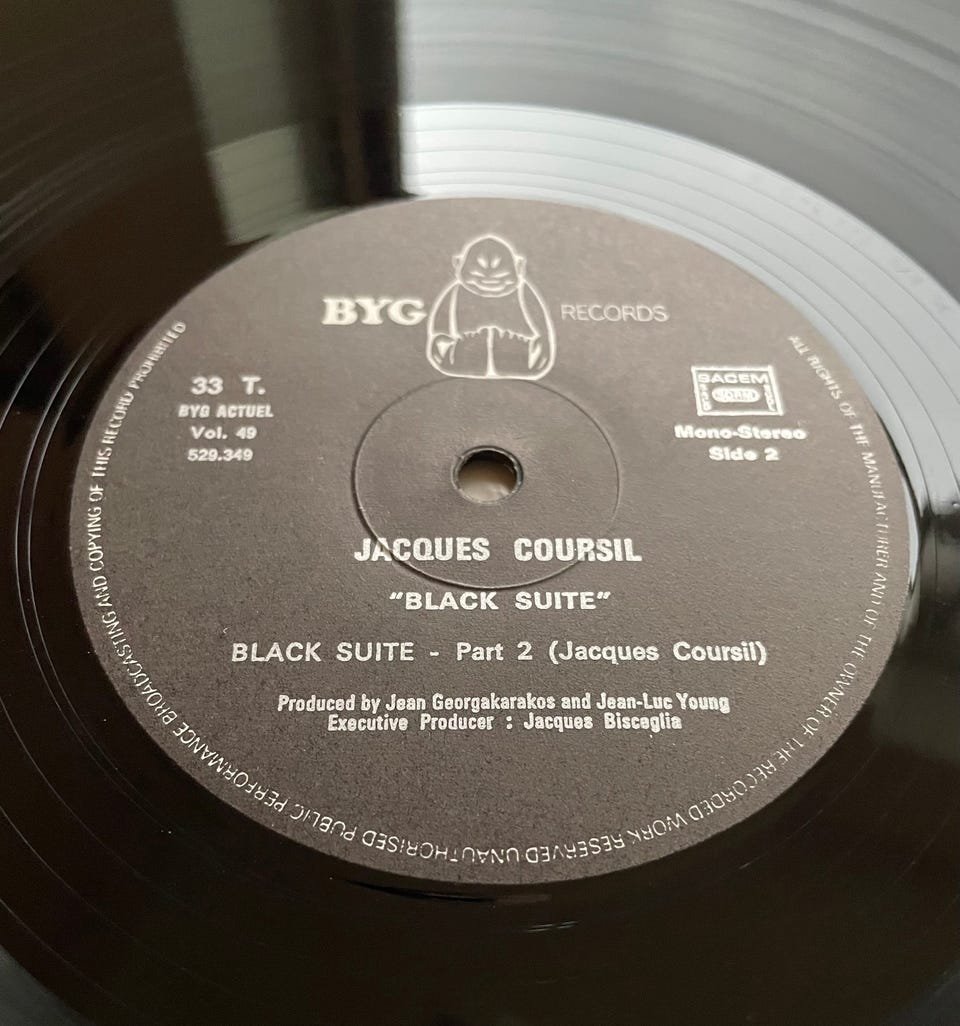 BYG RECORDS
33 T.
BYG ACTUEL
Vol. 49
529.349
SACEM
Mono-Stereo
Side 2
JACQUES COURSIL
"BLACK SUITE"
BLACK SUITE - Part 2 (Jacques Coursil)
Produced by Jean Georgakarakos and Jean-Luc Young
Executive Producer : Jacques Bisceglia
ALL RIGHTS OF THE MANUFACTURER AND OF THE OWNER OF THE RECORDED WORK RESERVED UNAUTHORISED PUBLIC PERFORMANCE BROADCASTING AND COPYING OF THIS RECORD PROHIBITED